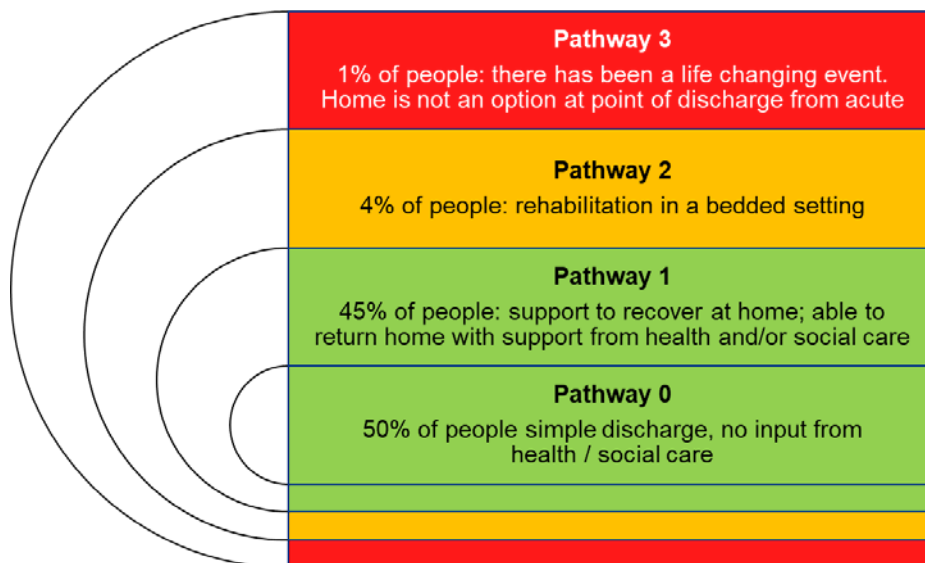 Pathway 3
1% of people: there has been a life changing event.
Home is not an option at point of discharge from acute
Pathway 2
4% of people: rehabilitation in a bedded setting
Pathway 1
45% of people: support to recover at home; able to
return home with support from health and/or social care
Pathway 0
50% of people simple discharge, no input from
health / social care